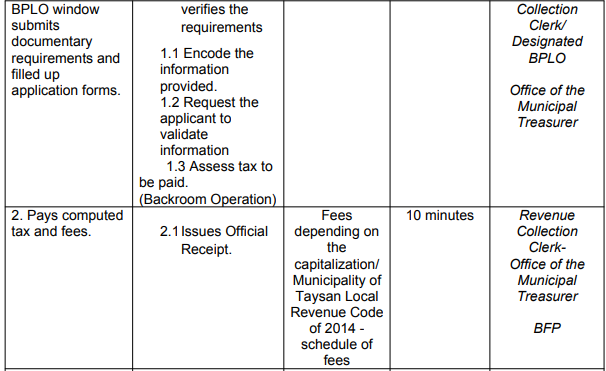 BPLO window
submits
documentary
requirements and
filled up
application forms.
verifies the
requirements
1.1 Encode the
information
provided.
1.2 Request the
applicant to
validate
information
1.3 Assess tax to
be paid.
(Backroom Operation)
Collection
Clerk/
Designated
BPLO
Office of the
Municipal
Treasurer
2. Pays computed
tax and fees.
2.1 Issues Official
Receipt.
Fees
depending on
the
capitalization/
Municipality of
Taysan Local
Revenue Code
of 2014 -
schedule of
fees
10 minutes
Revenue
Collection
Clerk-
Office of the
Municipal
Treasurer
BFP